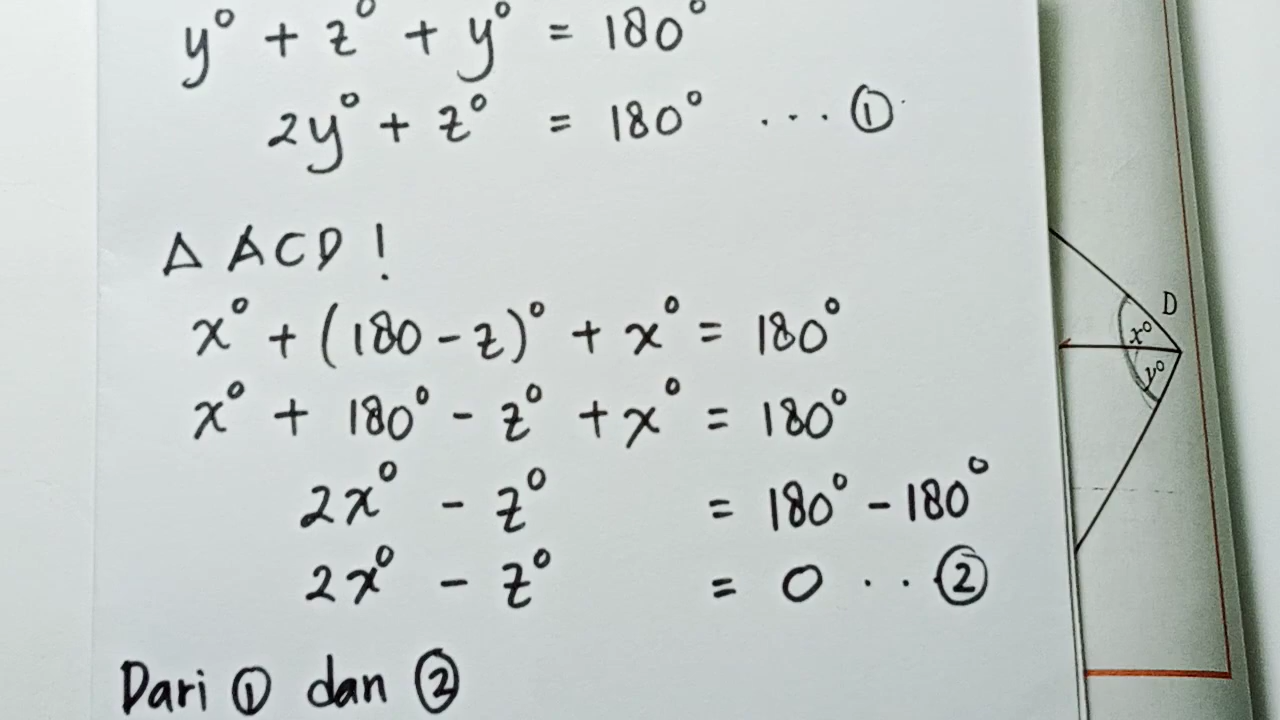 y° + z° + y° = 180°
2y° + z° = 180° ... ①
Δ ACD !
x° + (180 - z)° + x° = 180°
x° + 180° - z° + x° = 180°
2x° - z° = 180° - 180°
2x° - z° = 0 .. ②
Dari ① dan ②
D
x°
y°